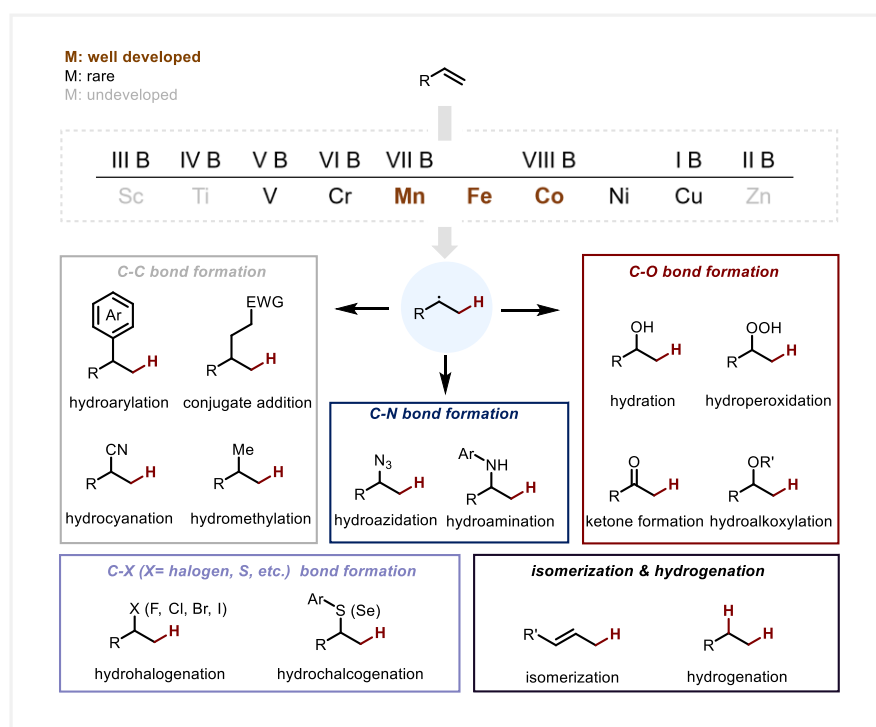 M: well developed
M: rare
M: undeveloped
R
III B IV B V B VI B VII B VIII B I B II B
Sc Ti V Cr Mn Fe Co Ni Cu Zn
R H
C-C bond formation
Ar
R H
hydroarylation
EWG
R H
conjugate addition
CN
R H
hydrocyanation
Me
R H
hydromethylation
C-N bond formation
N3
R H
hydroazidation
Ar NH
R H
hydroamination
C-O bond formation
OH
R H
hydration
OOH
R H
hydroperoxidation
O
R H
ketone formation
OR'
R H
hydroalkoxylation
C-X (X= halogen, S, etc.) bond formation
X (F, Cl, Br, I)
R H
hydrohalogenation
Ar
S (Se)
R H
hydrochalcogenation
isomerization & hydrogenation
R' H
isomerization
H
R H
hydrogenation